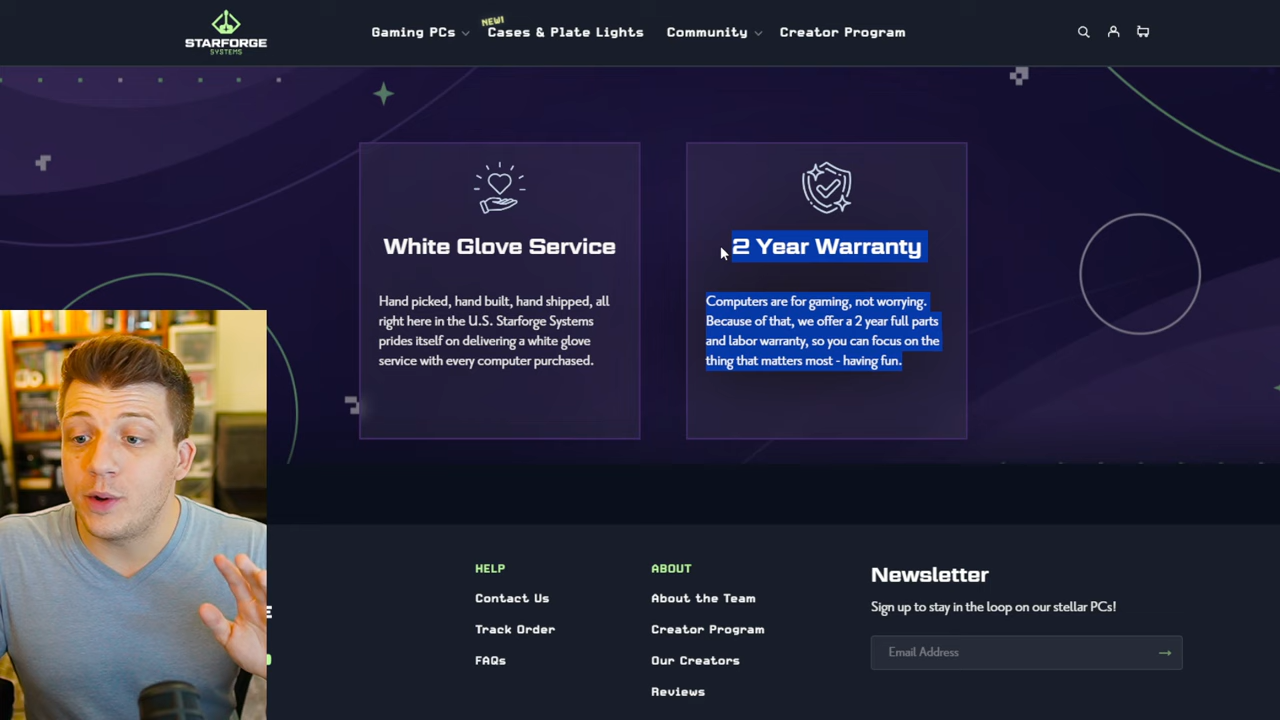 STARFORGE
SYSTEMS
Gaming PCs
NEW!
Cases & Plate Lights
Community
Creator Program
White Glove Service
Hand picked, hand built, hand shipped, all
right here in the U.S. Starforge Systems
prides itself on delivering a white glove
service with every computer purchased.
2 Year Warranty
Computers are for gaming, not worrying.
Because of that, we offer a 2 year full parts
and labor warranty, so you can focus on the
thing that matters most - having fun.
HELP
Contact Us
Track Order
FAQs
ABOUT
About the Team
Creator Program
Our Creators
Reviews
Newsletter
Sign up to stay in the loop on our stellar PCs!
Email Address